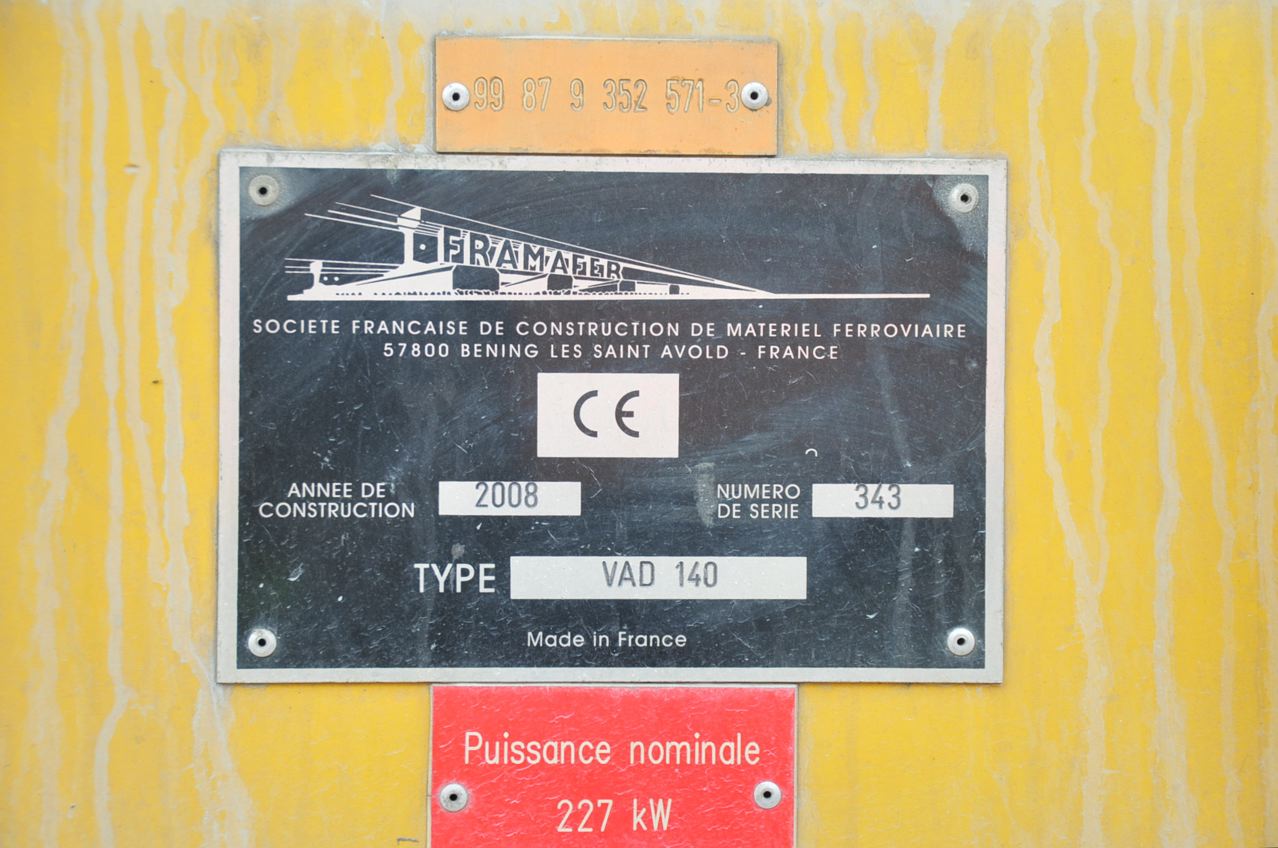 99 87 9 352 571-3
FRAMAFER
SOCIETE FRANCAISE DE CONSTRUCTION DE MATERIEL FERROVIAIRE
57800 BENING LES SAINT AVOLD - FRANCE
CE
ANNEE DE CONSTRUCTION 2008
NUMERO DE SERIE 343
TYPE VAD 140
Made in France
Puissance nominale
227 kW